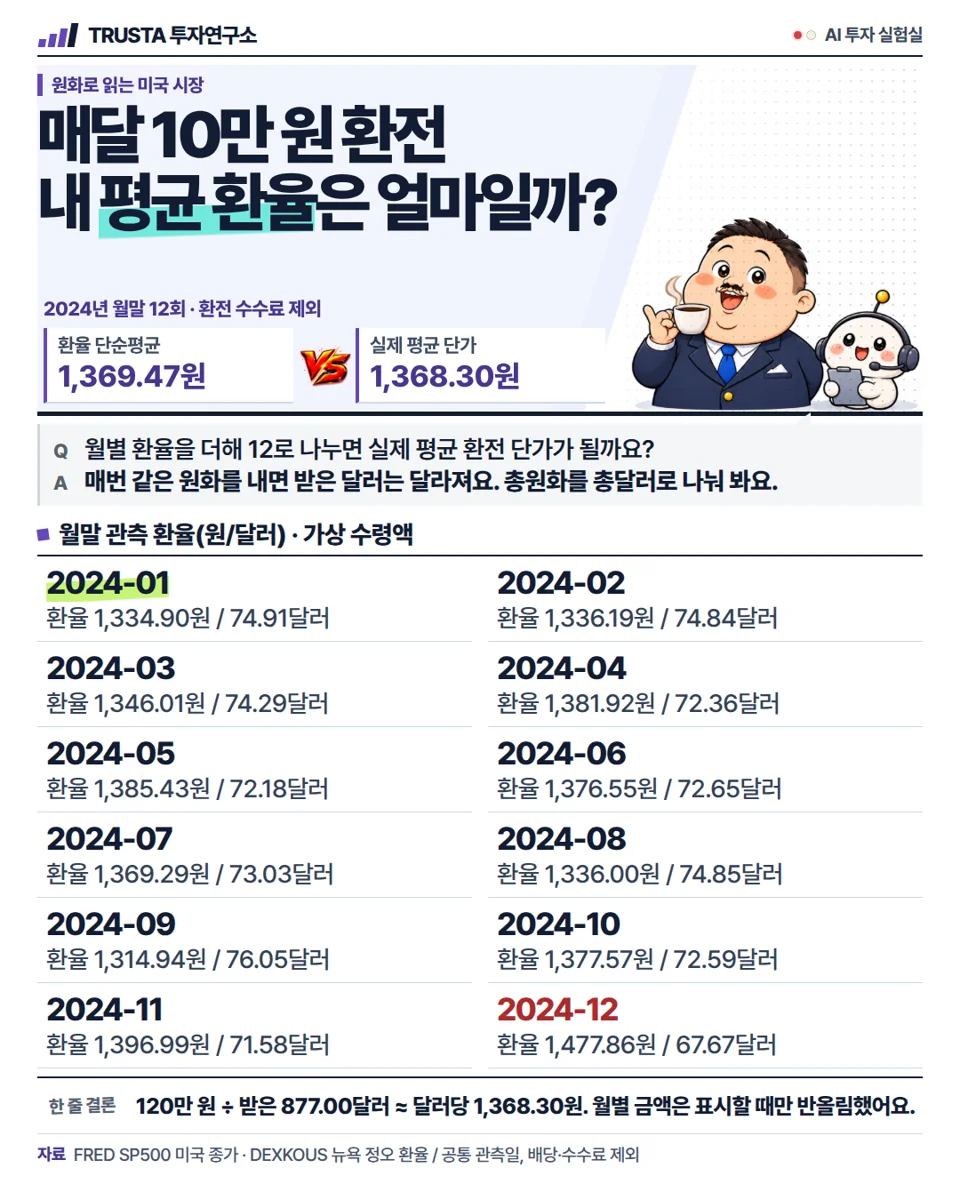 TRUSTA 투자연구소
AI 투자 실험실
원화로 읽는 미국 시장
매달 10만 원 환전
내 평균 환율은 얼마일까?
2024년 월말 12회 · 환전 수수료 제외
환율 단순평균
1,369.47원
VS
실제 평균 단가
1,368.30원
Q 월별 환율을 더해 12로 나누면 실제 평균 환전 단가가 될까요?
A 매번 같은 원화를 내면 받은 달러는 달라져요. 총원화를 총달러로 나눠 봐요.
월말 관측 환율(원/달러) · 가상 수령액
2024-01
환율 1,334.90원 / 74.91달러
2024-02
환율 1,336.19원 / 74.84달러
2024-03
환율 1,346.01원 / 74.29달러
2024-04
환율 1,381.92원 / 72.36달러
2024-05
환율 1,385.43원 / 72.18달러
2024-06
환율 1,376.55원 / 72.65달러
2024-07
환율 1,369.29원 / 73.03달러
2024-08
환율 1,336.00원 / 74.85달러
2024-09
환율 1,314.94원 / 76.05달러
2024-10
환율 1,377.57원 / 72.59달러
2024-11
환율 1,396.99원 / 71.58달러
2024-12
환율 1,477.86원 / 67.67달러
한 줄 결론 120만 원 ÷ 받은 877.00달러 ≈ 달러당 1,368.30원. 월별 금액은 표시할 때만 반올림했어요.
자료 FRED SP500 미국 종가 · DEXKOUS 뉴욕 정오 환율 / 공통 관측일, 배당·수수료 제외